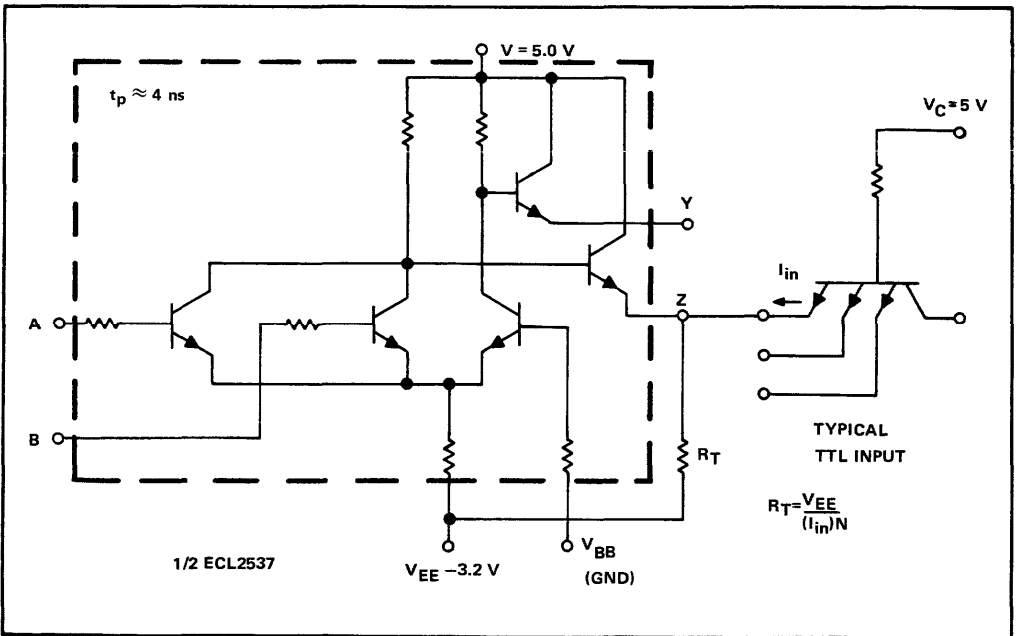 V = 5.0 V
tp ≈ 4 ns
VC = 5 V
Y
Iin
A
Z
B
RT
TYPICAL
TTL INPUT
RT = VEE
(Iin)N
1/2 ECL2537
VEE −3.2 V
VBB
(GND)